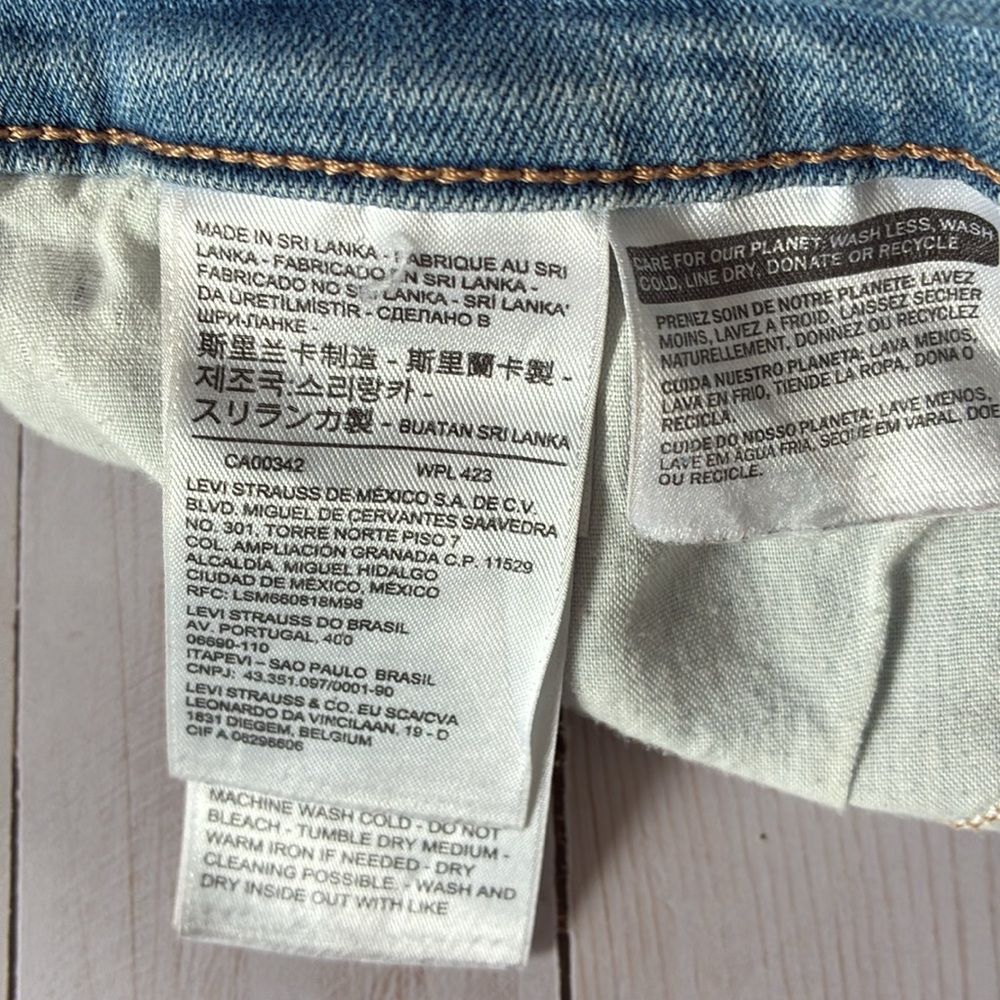 MADE IN SRI LANKA - FABRIQUE AU SRI
LANKA - FABRICADO EN SRI LANKA -
FABRICADO NO SRI LANKA - SRİ LANKA'
DA ÜRETİLMİSTİR - СДЕЛАНО В
ШРИ-ЛАНКЕ -
斯里兰卡制造 - 斯里蘭卡製 -
제조국:스리랑카 -
スリランカ製 - BUATAN SRI LANKA
CA00342 WPL 423
LEVI STRAUSS DE MÉXICO S.A. DE C.V.
BLVD. MIGUEL DE CERVANTES SAAVEDRA
NO. 301, TORRE NORTE PISO 7
COL. AMPLIACIÓN GRANADA C.P. 11529
ALCALDÍA. MIGUEL HIDALGO
CIUDAD DE MÉXICO, MÉXICO
RFC: LSM660818M98
LEVI STRAUSS DO BRASIL
AV. PORTUGAL. 400
06690-110
ITAPEVI – SAO PAULO BRASIL
CNPJ: 43.351.097/0001-90
LEVI STRAUSS & CO. EU SCA/CVA
LEONARDO DA VINCILAAN. 19 - D
1831 DIEGEM, BELGIUM
CIF A 06298606
MACHINE WASH COLD - DO NOT
BLEACH - TUMBLE DRY MEDIUM -
WARM IRON IF NEEDED - DRY
CLEANING POSSIBLE. - WASH AND
DRY INSIDE OUT WITH LIKE
CARE FOR OUR PLANET: WASH LESS, WASH
COLD, LINE DRY, DONATE OR RECYCLE
PRENEZ SOIN DE NOTRE PLANETE: LAVEZ
MOINS, LAVEZ A FROID, LAISSEZ SECHER
NATURELLEMENT, DONNEZ OU RECYCLEZ
CUIDA NUESTRO PLANETA: LAVA MENOS,
LAVA EN FRIO, TIENDE LA ROPA, DONA O
RECICLA.
CUIDE DO NOSSO PLANETA: LAVE MENOS,
LAVE EM AGUA FRIA, SEQUE EM VARAL. DOE
OU RECICLE.